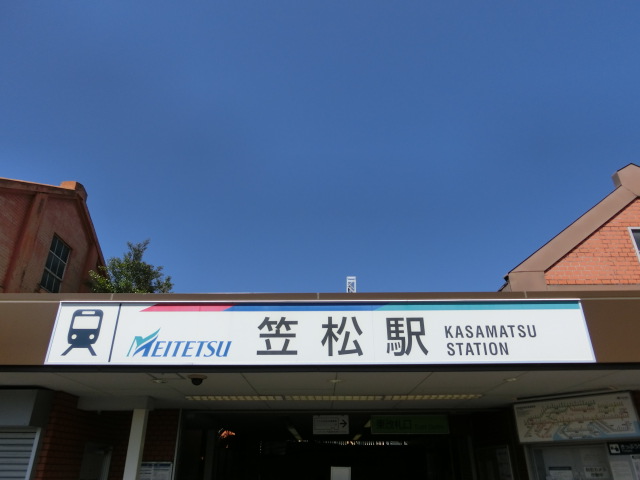 MEITETSU 笠松駅 KASAMATSU
STATION